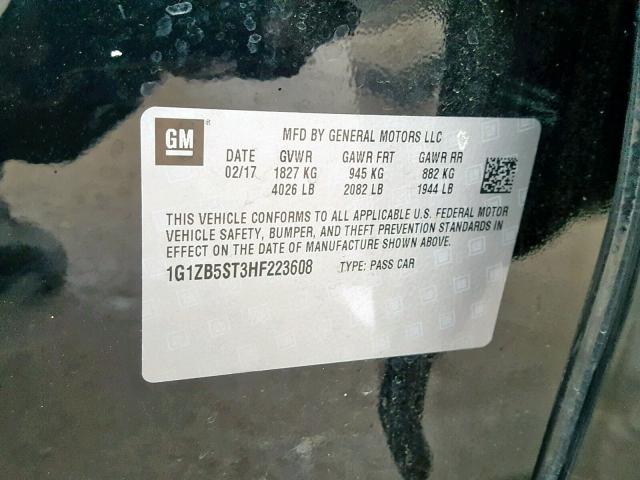 GM
MFD BY GENERAL MOTORS LLC
DATE GVWR GAWR FRT GAWR RR
02/17 1827 KG 945 KG 882 KG
4026 LB 2082 LB 1944 LB
THIS VEHICLE CONFORMS TO ALL APPLICABLE U.S. FEDERAL MOTOR
VEHICLE SAFETY, BUMPER, AND THEFT PREVENTION STANDARDS IN
EFFECT ON THE DATE OF MANUFACTURE SHOWN ABOVE.
1G1ZB5ST3HF223608 TYPE: PASS CAR